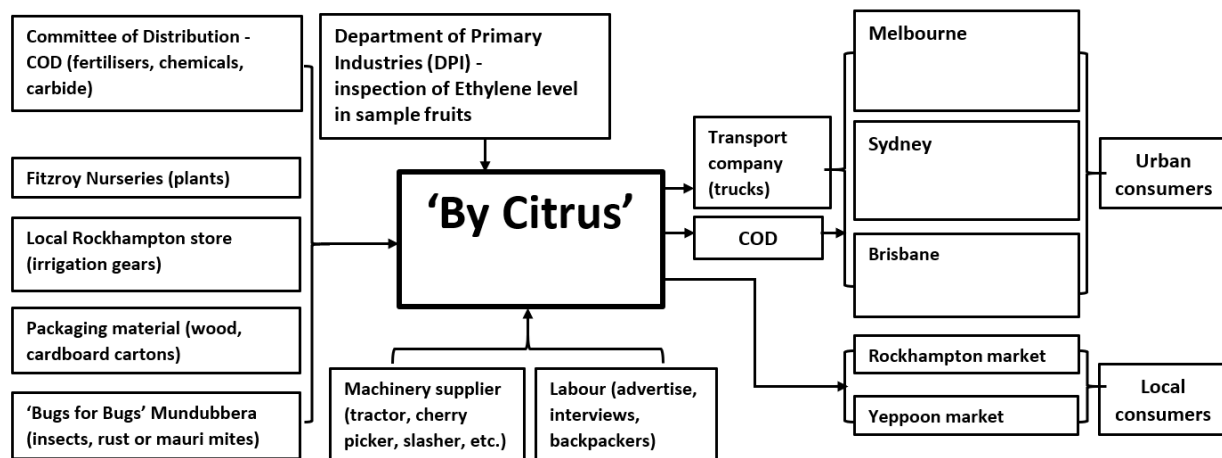 Committee of Distribution -
COD (fertilisers, chemicals,
carbide)
Fitzroy Nurseries (plants)
Local Rockhampton store
(irrigation gears)
Packaging material (wood,
cardboard cartons)
‘Bugs for Bugs’ Mundubbera
(insects, rust or mauri mites)
Department of Primary
Industries (DPI) -
inspection of Ethylene level
in sample fruits
‘By Citrus’
Machinery supplier
(tractor, cherry
picker, slasher, etc.)
Labour (advertise,
interviews,
backpackers)
Transport
company
(trucks)
COD
Melbourne
Sydney
Brisbane
Rockhampton market
Yeppoon market
Urban
consumers
Local
consumers